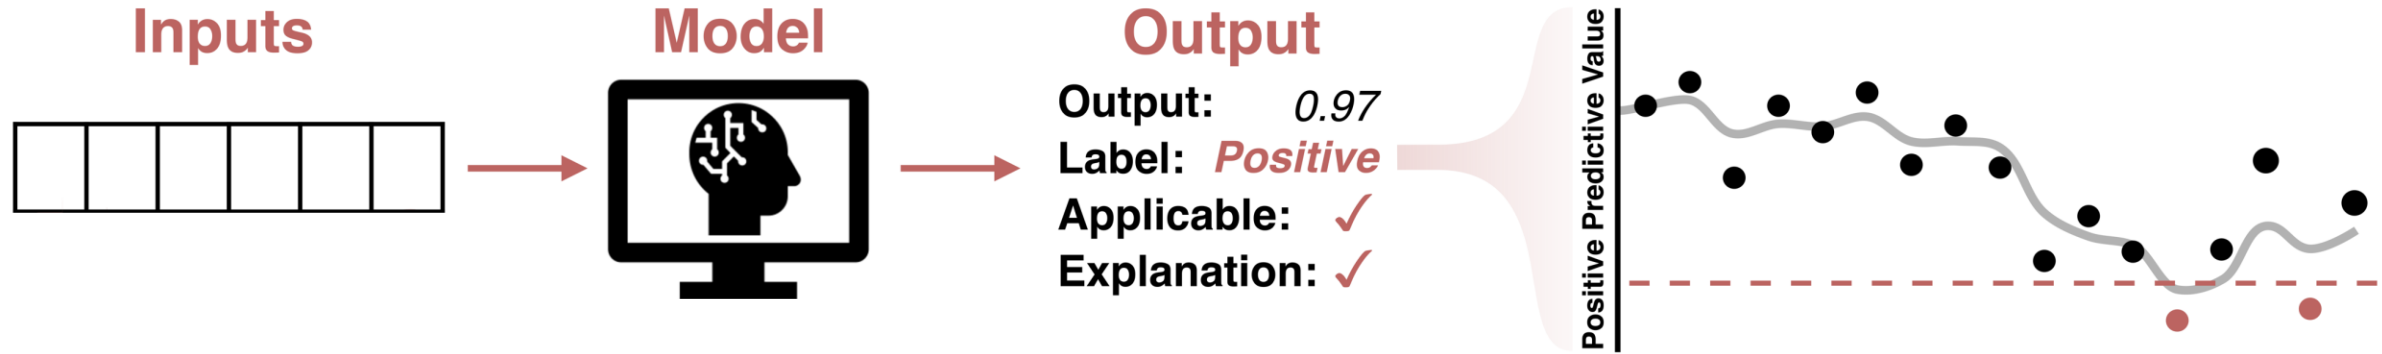 Inputs
Model
Output
Output: 0.97
Label: Positive
Applicable: ✓
Explanation: ✓
Positive Predictive Value